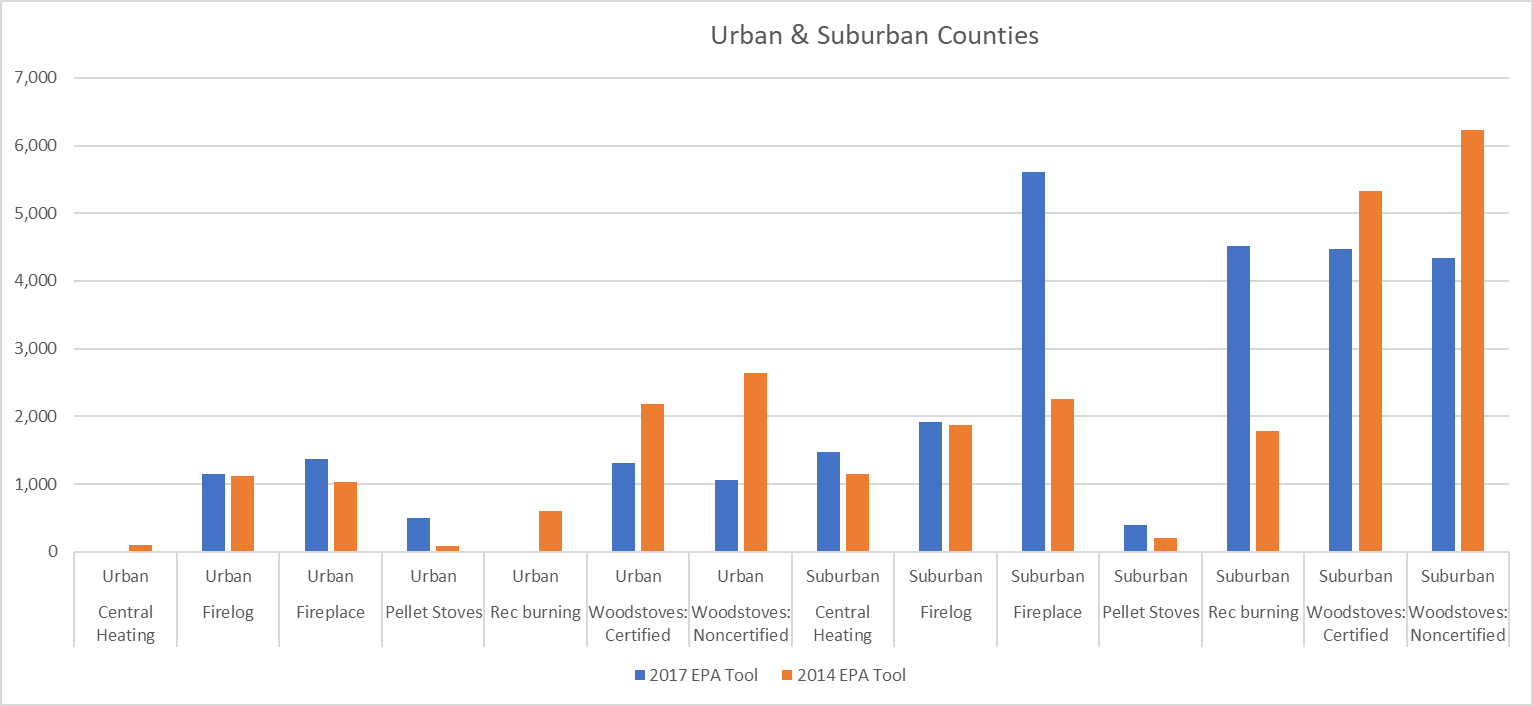 Urban & Suburban Counties
7,000
6,000
5,000
4,000
3,000
2,000
1,000
0
Urban Urban Urban Urban Urban Urban Urban Suburban Suburban Suburban Suburban Suburban Suburban Suburban
Central Firelog Fireplace Pellet Stoves Rec burning Woodstoves: Woodstoves: Central Firelog Fireplace Pellet Stoves Rec burning Woodstoves: Woodstoves:
Heating Certified Noncertified Heating Certified Noncertified
2017 EPA Tool 2014 EPA Tool